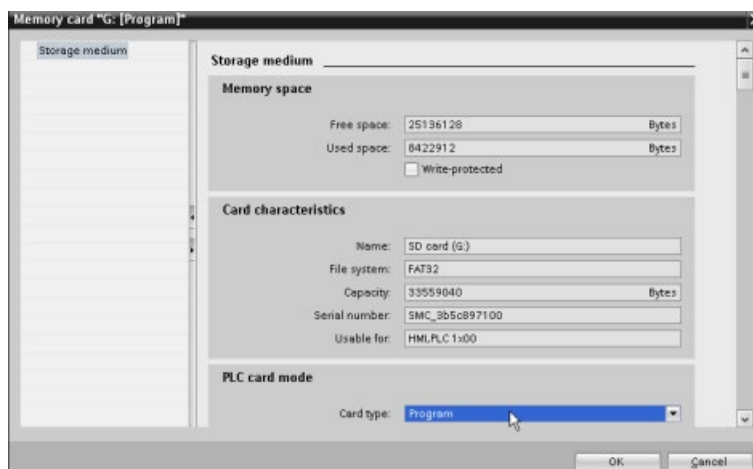 Memory card "G: [Program]"
Storage medium
Storage medium
Memory space
Free space: 25136128 Bytes
Used space: 8422912 Bytes
Write-protected
Card characteristics
Name: SD card (G:)
File system: FAT32
Capacity: 33559040 Bytes
Serial number: SMC_3b5c897100
Usable for: HMI,PLC 1x00
PLC card mode
Card type: Program
OK Cancel